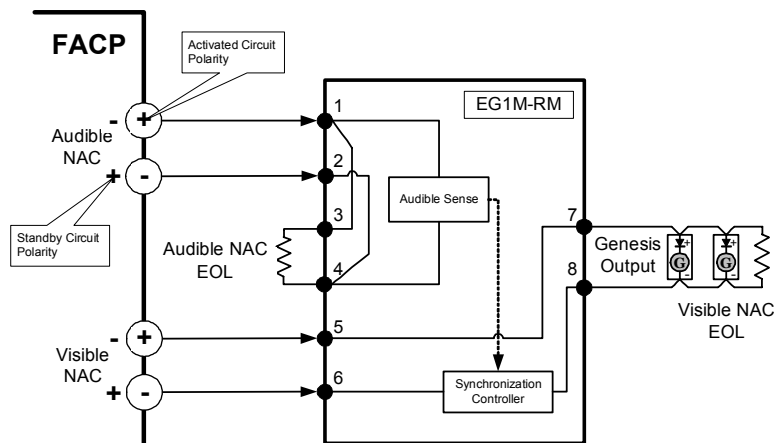 FACP
Activated Circuit
Polarity
EG1M-RM
- + 1
Audible
NAC
+ - 2
Standby Circuit
Polarity
Audible Sense
3
Audible NAC
EOL
4
7
Genesis
Output
8
+ +
G G
- -
Visible NAC
EOL
- + 5
Visible
NAC
+ - 6
Synchronization
Controller